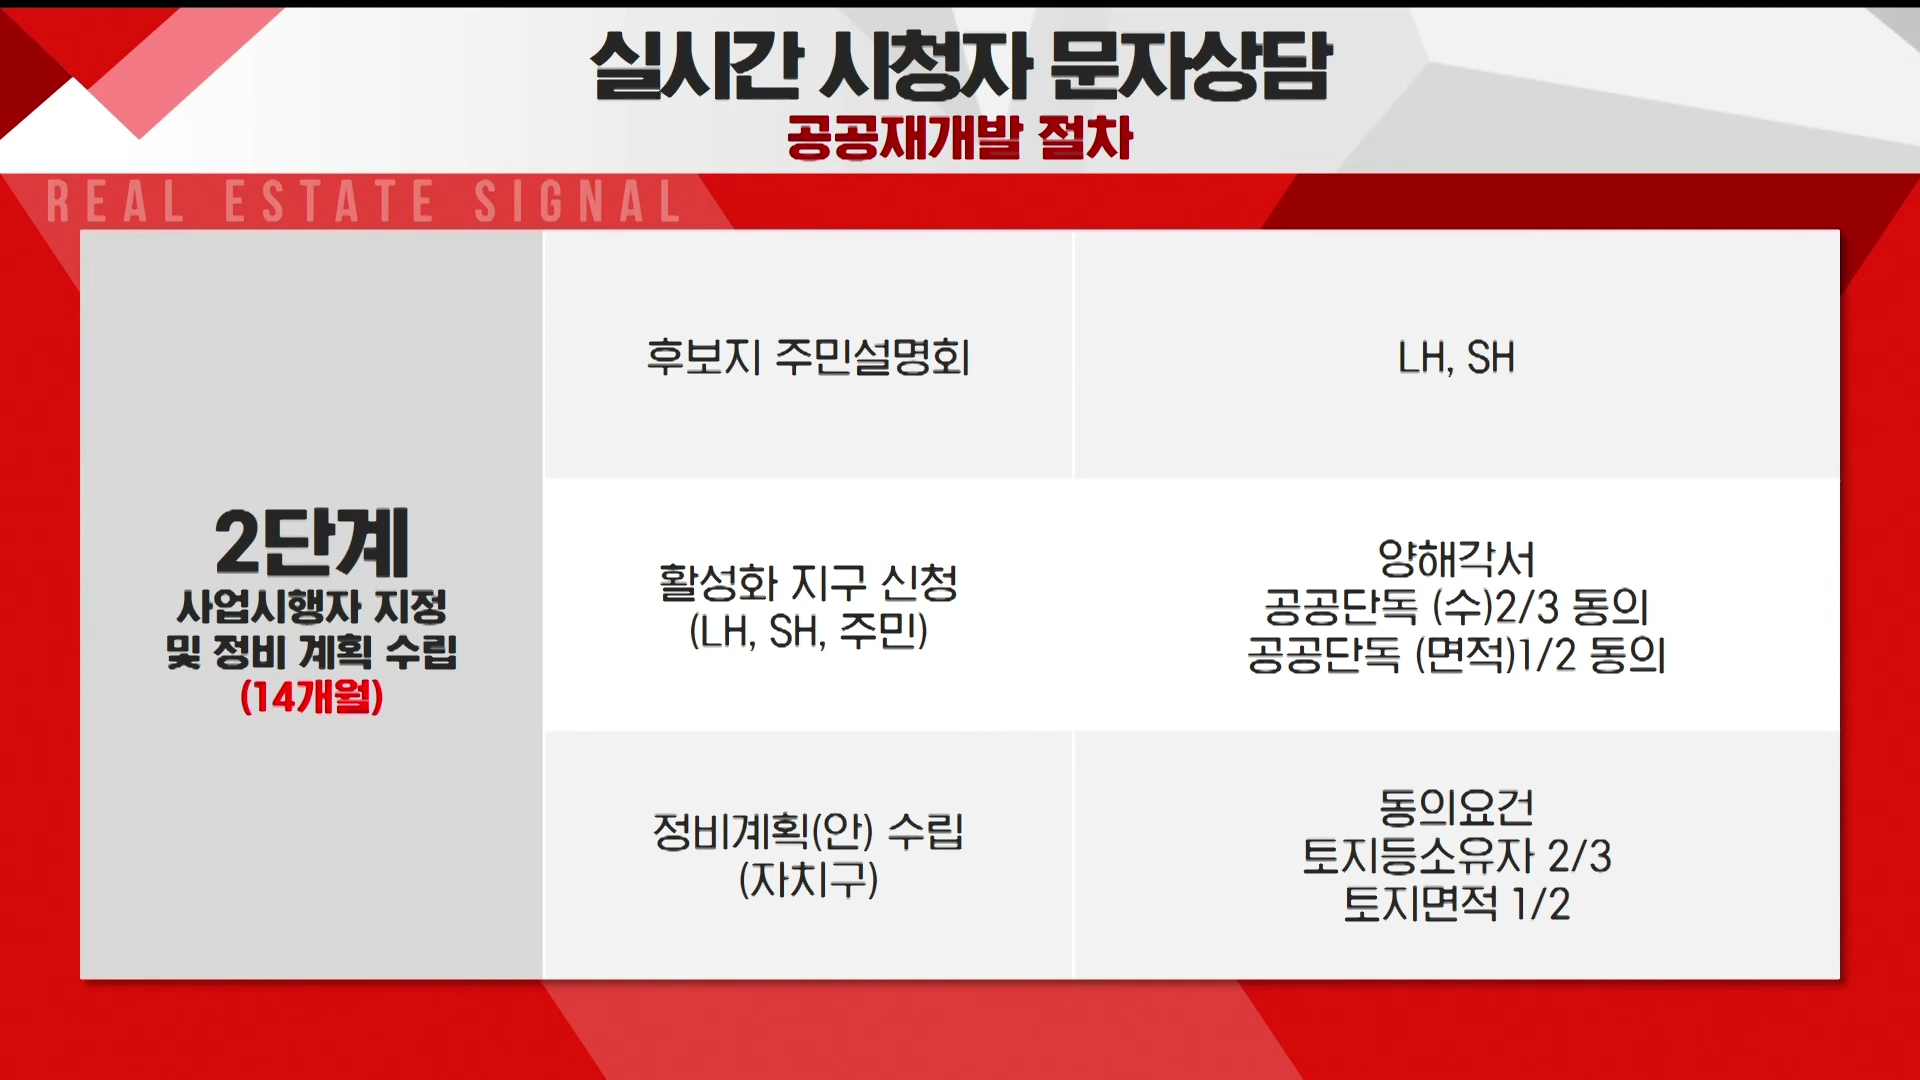 실시간 시청자 문자상담
공공재개발 절차
REAL ESTATE SIGNAL
2단계
사업시행자 지정
및 정비 계획 수립
(14개월)
후보지 주민설명회
LH, SH
활성화 지구 신청
(LH, SH, 주민)
양해각서
공공단독 (수)2/3 동의
공공단독 (면적)1/2 동의
정비계획(안) 수립
(자치구)
동의요건
토지등소유자 2/3
토지면적 1/2